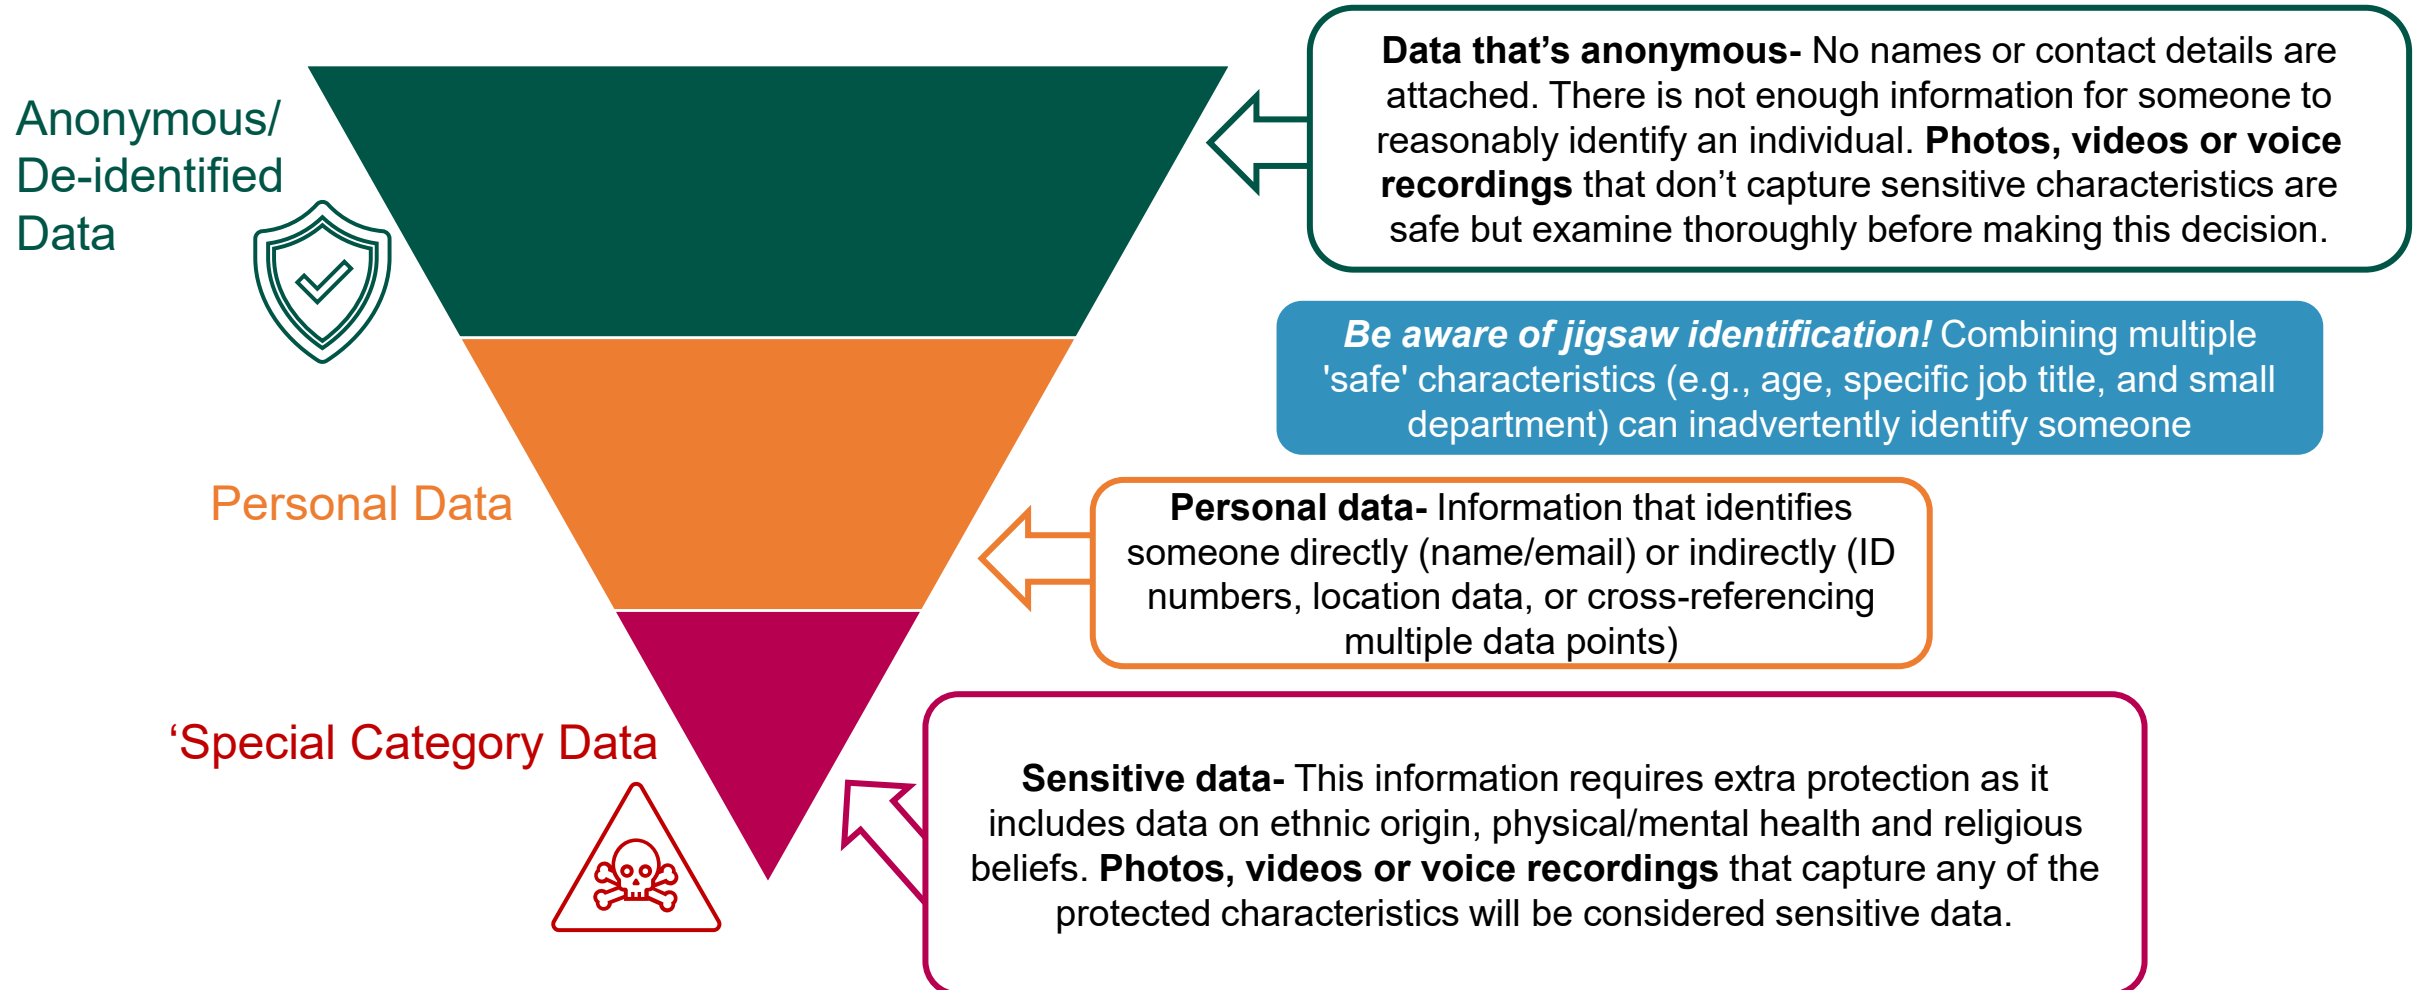 Anonymous/
De-identified
Data
Data that’s anonymous- No names or contact details are
attached. There is not enough information for someone to
reasonably identify an individual. Photos, videos or voice
recordings that don’t capture sensitive characteristics are
safe but examine thoroughly before making this decision.
Be aware of jigsaw identification! Combining multiple
'safe' characteristics (e.g., age, specific job title, and small
department) can inadvertently identify someone
Personal Data
Personal data- Information that identifies
someone directly (name/email) or indirectly (ID
numbers, location data, or cross-referencing
multiple data points)
‘Special Category Data
Sensitive data- This information requires extra protection as it
includes data on ethnic origin, physical/mental health and religious
beliefs. Photos, videos or voice recordings that capture any of the
protected characteristics will be considered sensitive data.